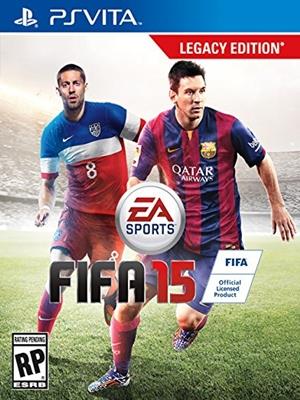 PSVITA
LEGACY EDITION*
8
QATAR
AIRWAYS
EA
SPORTS
FIFA 15
FIFA
Official
Licensed
Product
RATING PENDING
RP
ESRB